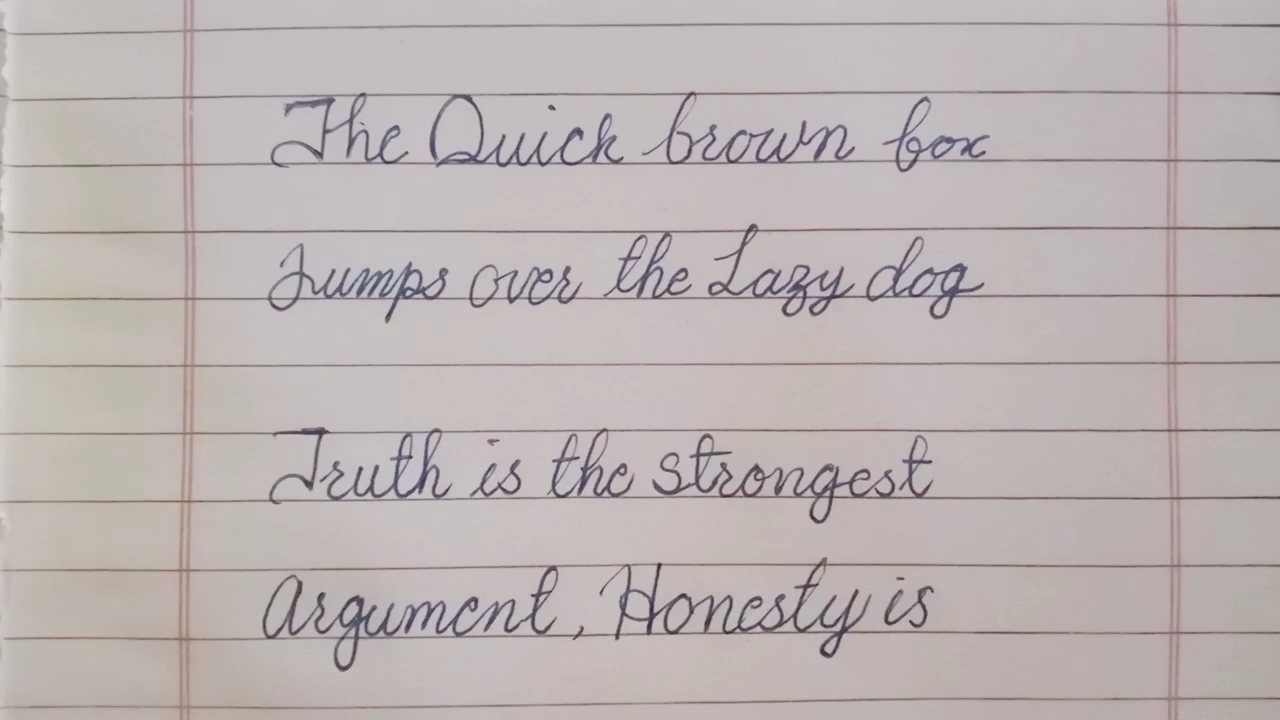 The Quick brown fox
Jumps over the Lazy dog
Truth is the strongest
Argument, Honesty is